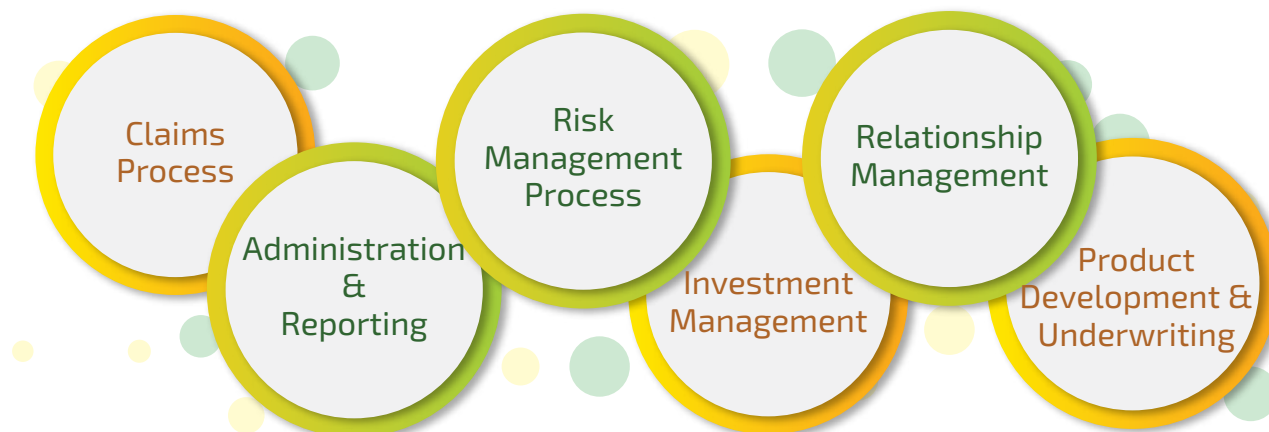 Claims
Process
Administration
&
Reporting
Risk
Management
Process
Investment
Management
Relationship
Management
Product
Development &
Underwriting